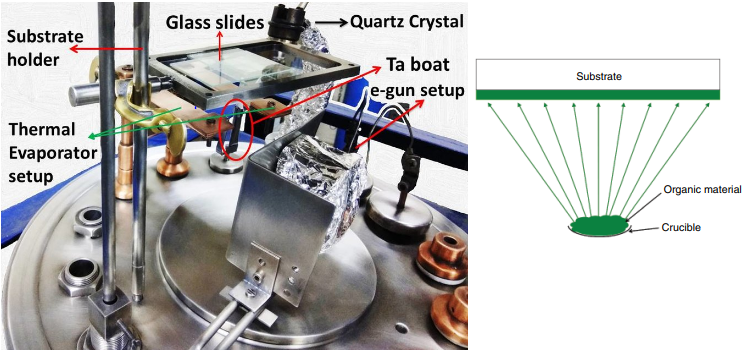 Glass slides
Quartz Crystal
Substrate
holder
Ta boat
e-gun setup
Thermal
Evaporator
setup
Substrate
Organic material
Crucible